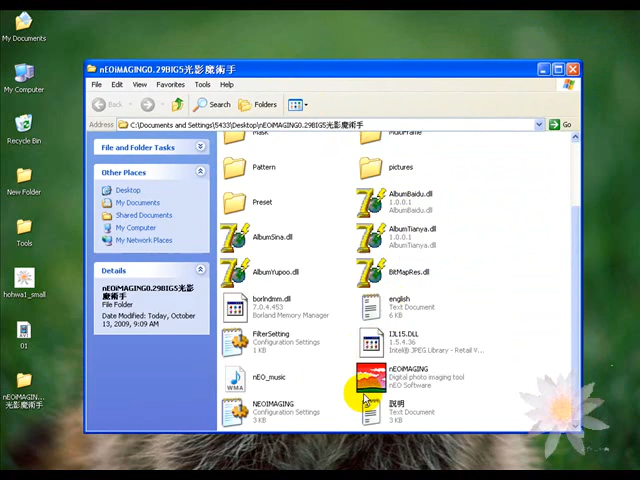 My Documents
My Computer
Recycle Bin
New Folder
Tools
hohwa1_small
01
nEOiMAGIN...
光影魔術手
nEOiMAGING0.29BIG5光影魔術手
File Edit View Favorites Tools Help
Back Search Folders
Address C:\Documents and Settings\5433\Desktop\nEOiMAGING0.29BIG5光影魔術手 Go
File and Folder Tasks
Other Places
Desktop
My Documents
Shared Documents
My Computer
My Network Places
Details
nEOiMAGING0.29BIG5光影
魔術手
File Folder
Date Modified: Today, October
13, 2009, 9:09 AM
Mask
MultiFrame
Pattern
pictures
Preset
AlbumBaidu.dll
1.0.0.1
AlbumBaidu.dll
AlbumSina.dll
AlbumTianya.dll
1.0.0.1
AlbumTianya.dll
AlbumYupoo.dll
BitMapRes.dll
borlndmm.dll
7.0.4.453
Borland Memory Manager
english
Text Document
6 KB
FilterSetting
Configuration Settings
1 KB
IJL15.DLL
1.5.4.36
Intel® JPEG Library - Retail V...
nEO_music
nEOiMAGING
Digital photo imaging tool
nEO Software
NEOIMAGING
Configuration Settings
3 KB
説明
Text Document
3 KB